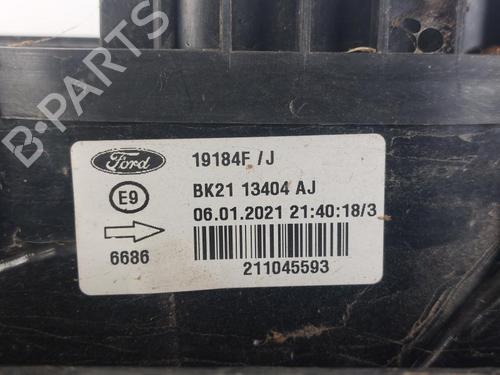 B-PARTS
Ford 19184F /J
E9 BK21 13404 AJ
06.01.2021 21:40:18/3
6686
211045593